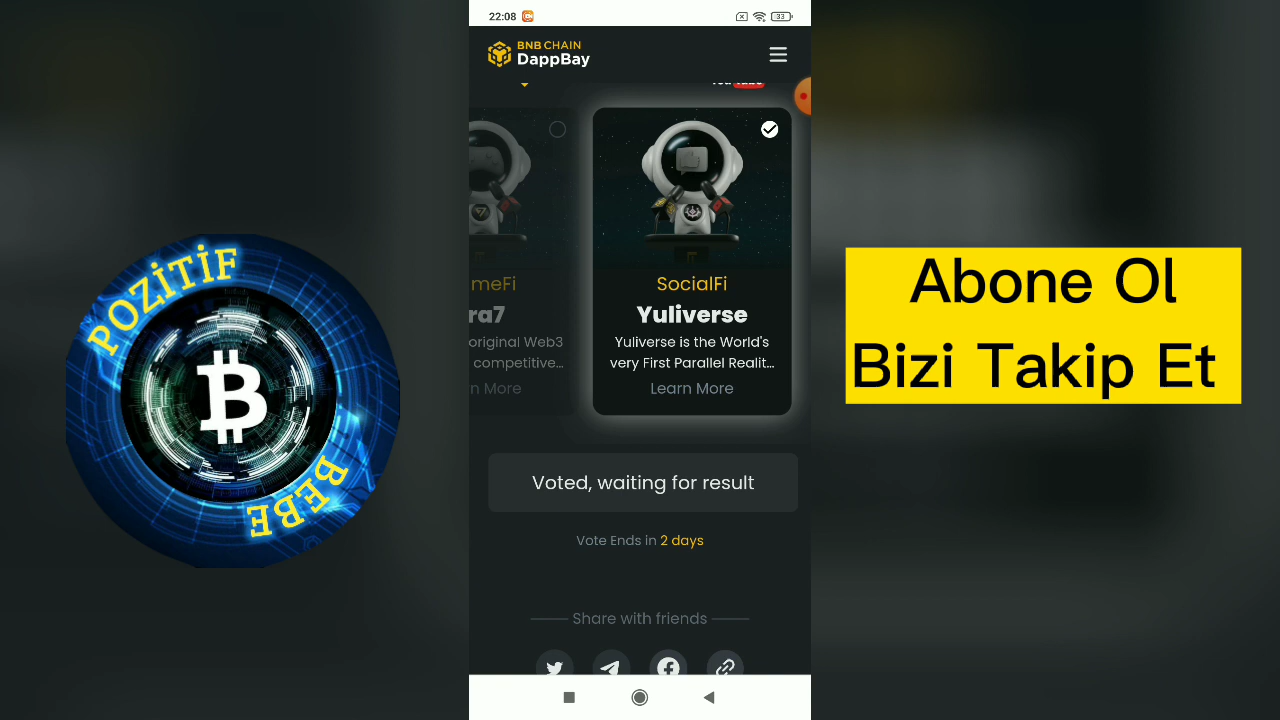 POZİTİF
BEBE
22:08
33
BNB CHAIN
DappBay
meFi
ra7
original Web3
competitive...
n More
SocialFi
Yuliverse
Yuliverse is the World's
very First Parallel Realit...
Learn More
Voted, waiting for result
Vote Ends in 2 days
Share with friends
Abone Ol
Bizi Takip Et